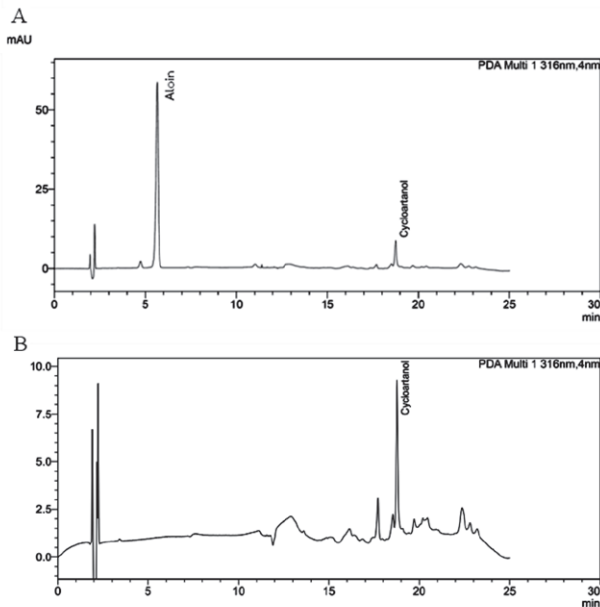 A
mAU
PDA Multi 1 316nm,4nm
Aloin
Cycloartanol
50
25
0
0 5 10 15 20 25 30
min
B
PDA Multi 1 316nm,4nm
Cycloartanol
10.0
7.5
5.0
2.5
0.0
0 5 10 15 20 25 30
min